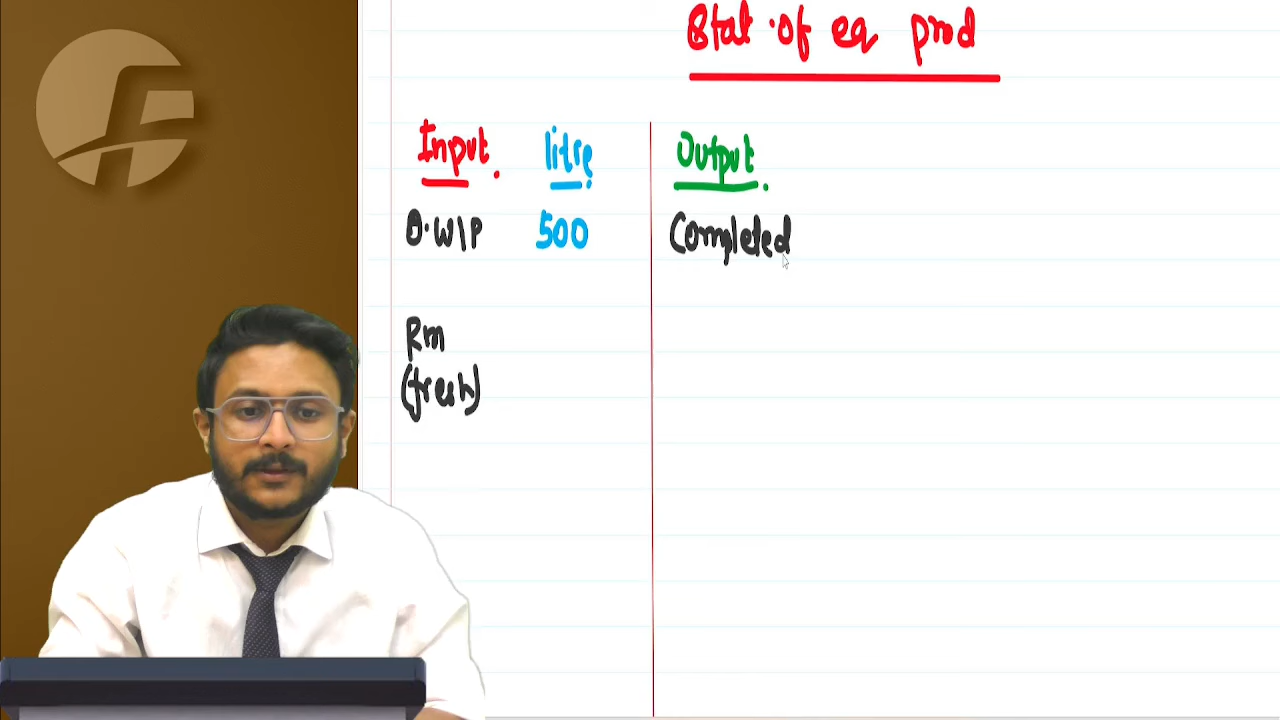 Stat. of eq prod
Input. litre.
O.WIP 500
Rm
(fresh)
Output.
Completed